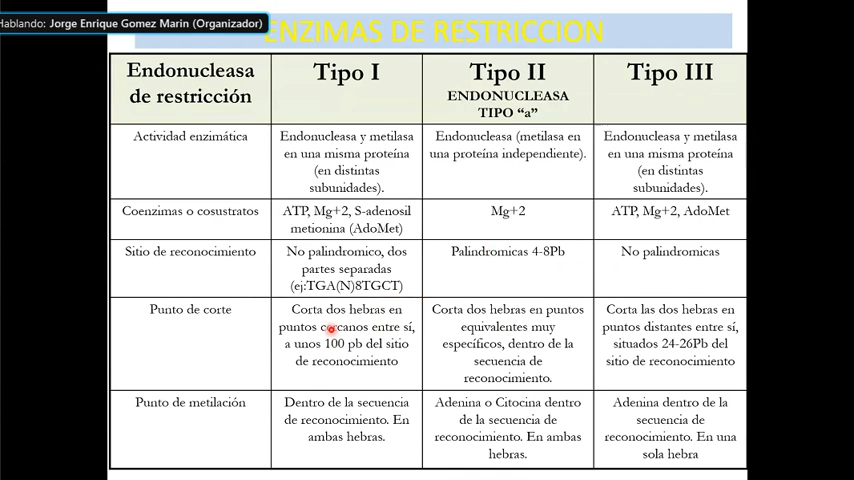 Hablando: Jorge Enrique Gomez Marin (Organizador)
ENZIMAS DE RESTRICCION
Endonucleasa
de restricción
Tipo I
Tipo II
ENDONUCLEASA
TIPO “a”
Tipo III
Actividad enzimática
Endonucleasa y metilasa
en una misma proteína
(en distintas
subunidades).
Endonucleasa (metilasa en
una proteína independiente).
Endonucleasa y metilasa
en una misma proteína
(en distintas
subunidades).
Coenzimas o cosustratos
ATP, Mg+2, S-adenosil
metionina (AdoMet)
Mg+2
ATP, Mg+2, AdoMet
Sitio de reconocimiento
No palindromico, dos
partes separadas
(ej:TGA(N)8TGCT)
Palindromicas 4-8Pb
No palindromicas
Punto de corte
Corta dos hebras en
puntos cercanos entre sí,
a unos 100 pb del sitio
de reconocimiento
Corta dos hebras en puntos
equivalentes muy
específicos, dentro de la
secuencia de
reconocimiento.
Corta las dos hebras en
puntos distantes entre sí,
situados 24-26Pb del
sitio de reconocimiento
Punto de metilación
Dentro de la secuencia
de reconocimiento. En
ambas hebras.
Adenina o Citocina dentro
de la secuencia de
reconocimiento. En ambas
hebras.
Adenina dentro de la
secuencia de
reconocimiento. En una
sola hebra